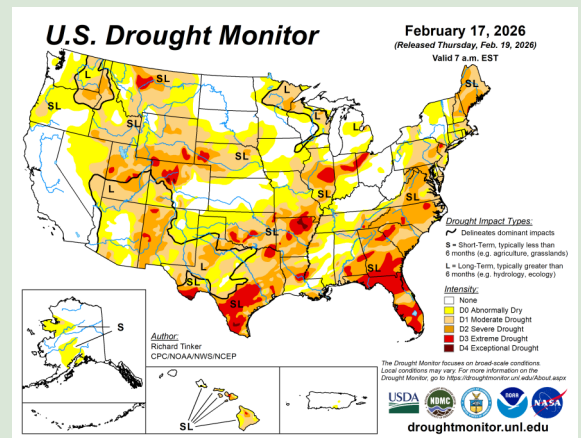 U.S. Drought Monitor
February 17, 2026
(Released Thursday, Feb. 19, 2026)
Valid 7 a.m. EST
L
SL
L
SL
L
L
SL
SL
L
SL
SL
SL
SL
L
SL
SL
SL
S
SL
Drought Impact Types:
Delineates dominant impacts
S = Short-Term, typically less than
6 months (e.g. agriculture, grasslands)
L = Long-Term, typically greater than
6 months (e.g. hydrology, ecology)
Intensity:
None
D0 Abnormally Dry
D1 Moderate Drought
D2 Severe Drought
D3 Extreme Drought
D4 Exceptional Drought
Author:
Richard Tinker
CPC/NOAA/NWS/NCEP
The Drought Monitor focuses on broad-scale conditions.
Local conditions may vary. For more information on the
Drought Monitor, go to https://droughtmonitor.unl.edu/About.aspx
USDA
NDMC
NOAA
NASA
droughtmonitor.unl.edu